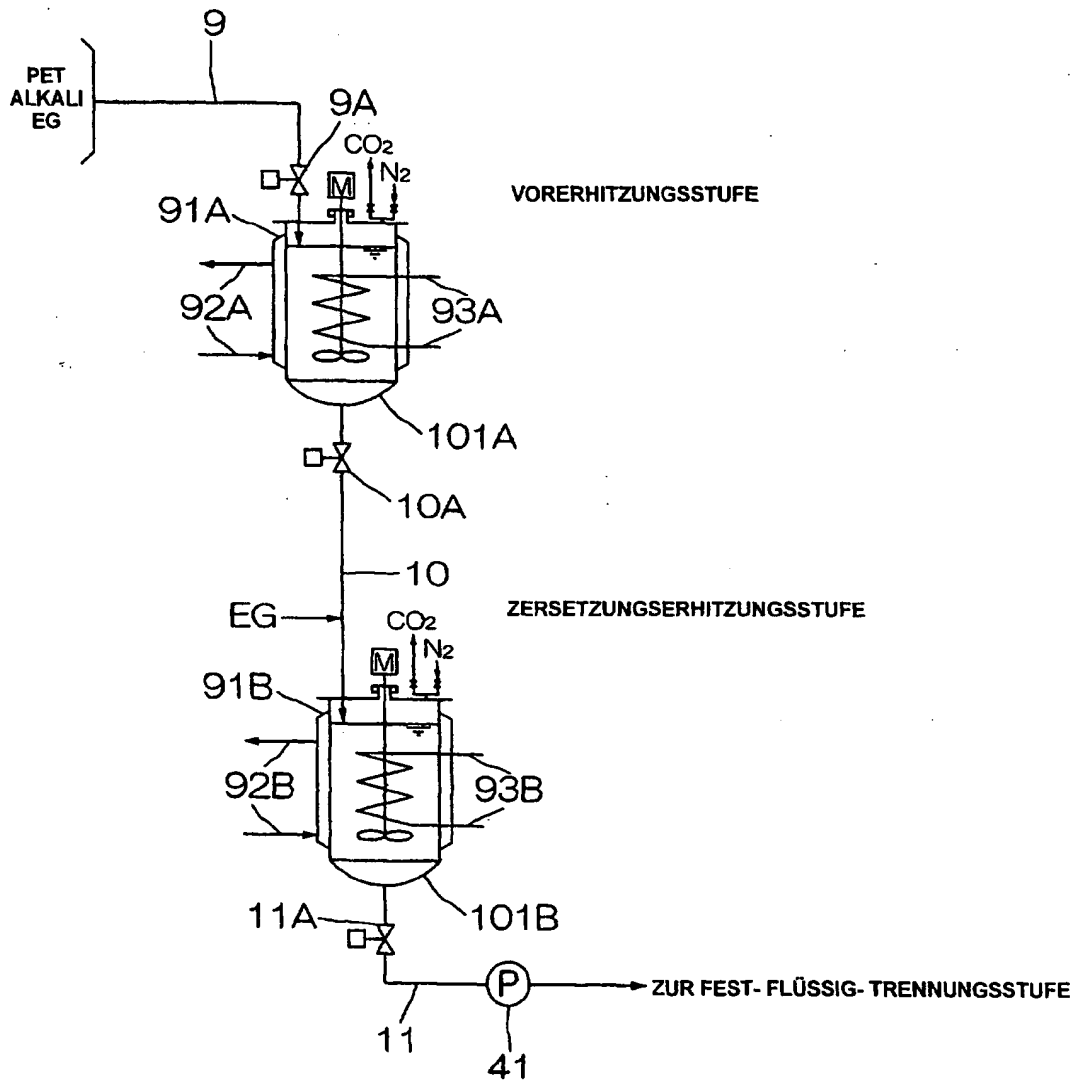 9
PET
ALKALI
EG
9A
CO2
N2
M
VORERHITZUNGSSTUFE
91A
92A
93A
101A
10A
10
EG
ZERSETZUNGSERHITZUNGSSTUFE
CO2
N2
M
91B
92B
93B
101B
11A
P
ZUR FEST- FLÜSSIG- TRENNUNGSSTUFE
11
41